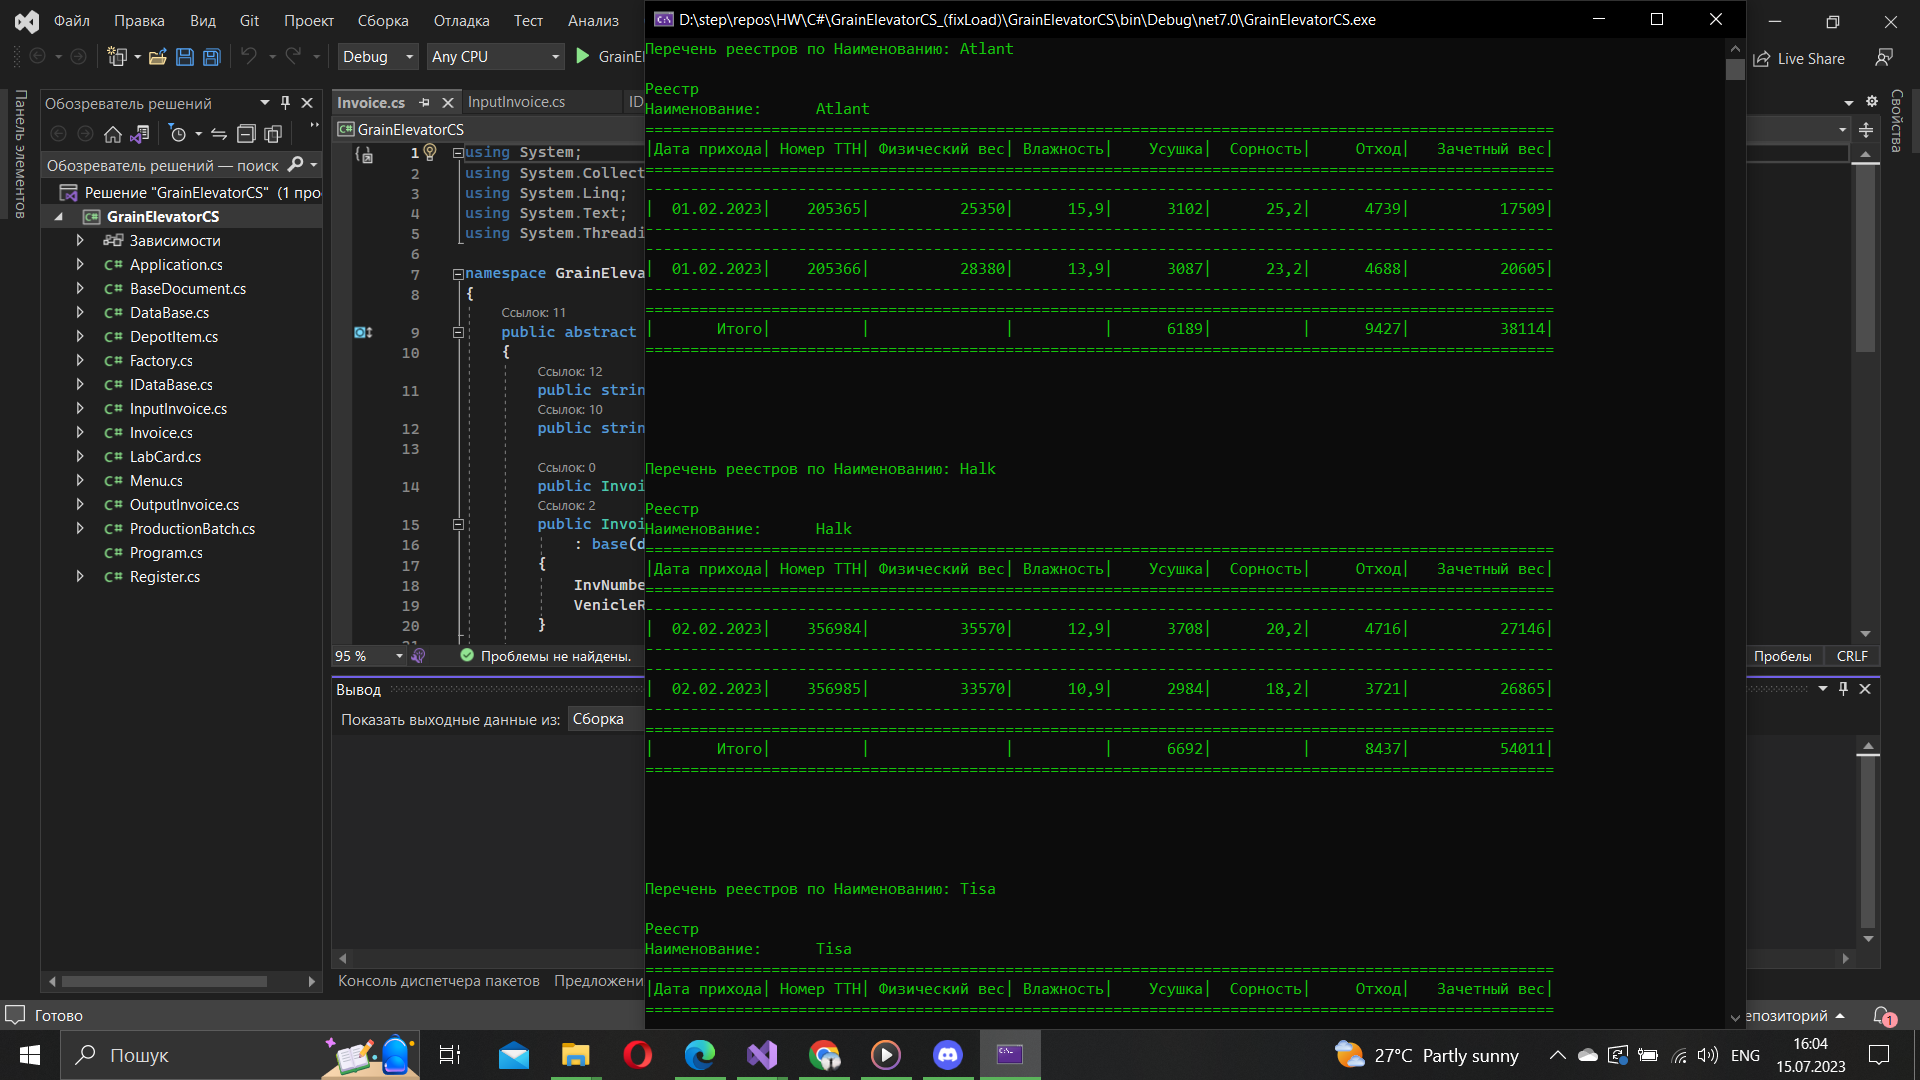 Файл Правка Вид Git Проект Сборка Отладка Тест Анализ
D:\step\repos\HW\C#\GrainElevatorCS_(fixLoad)\GrainElevatorCS\bin\Debug\net7.0\GrainElevatorCS.exe
Debug Any CPU
Live Share
Панель элементов
Свойства
Обозреватель решений
Обозреватель решений — поиск
Решение "GrainElevatorCS" (1 про
GrainElevatorCS
Зависимости
C# Application.cs
C# BaseDocument.cs
C# DataBase.cs
C# DepotItem.cs
C# Factory.cs
C# IDataBase.cs
C# InputInvoice.cs
C# Invoice.cs
C# LabCard.cs
C# Menu.cs
C# OutputInvoice.cs
C# ProductionBatch.cs
C# Program.cs
C# Register.cs
Invoice.cs InputInvoice.cs ID
GrainElevatorCS
1 using System;
2 using System.Collect
3 using System.Linq;
4 using System.Text;
5 using System.Threadi
6
7 namespace GrainEleva
8 {
Ссылок: 11
9 public abstract
10 {
Ссылок: 12
11 public strin
Ссылок: 10
12 public strin
13
Ссылок: 0
14 public Invoi
Ссылок: 2
15 public Invoi
16 : base(d
17 {
18 InvNumbe
19 VenicleR
20 }
95 % Проблемы не найдены.
Вывод
Показать выходные данные из: Сборка
Консоль диспетчера пакетов Предложени
Перечень реестров по Наименованию: Atlant
Реестр
Наименование: Atlant
|Дата прихода| Номер ТТН| Физический вес| Влажность| Усушка| Сорность| Отход| Зачетный вес|
| 01.02.2023| 205365| 25350| 15,9| 3102| 25,2| 4739| 17509|
| 01.02.2023| 205366| 28380| 13,9| 3087| 23,2| 4688| 20605|
| Итого| | | | 6189| | 9427| 38114|
Перечень реестров по Наименованию: Halk
Реестр
Наименование: Halk
|Дата прихода| Номер ТТН| Физический вес| Влажность| Усушка| Сорность| Отход| Зачетный вес|
| 02.02.2023| 356984| 35570| 12,9| 3708| 20,2| 4716| 27146|
| 02.02.2023| 356985| 33570| 10,9| 2984| 18,2| 3721| 26865|
| Итого| | | | 6692| | 8437| 54011|
Перечень реестров по Наименованию: Tisa
Реестр
Наименование: Tisa
|Дата прихода| Номер ТТН| Физический вес| Влажность| Усушка| Сорность| Отход| Зачетный вес|
Пробелы CRLF
Готово
епозиторий 1
Пошук
27°C Partly sunny
ENG
16:04
15.07.2023